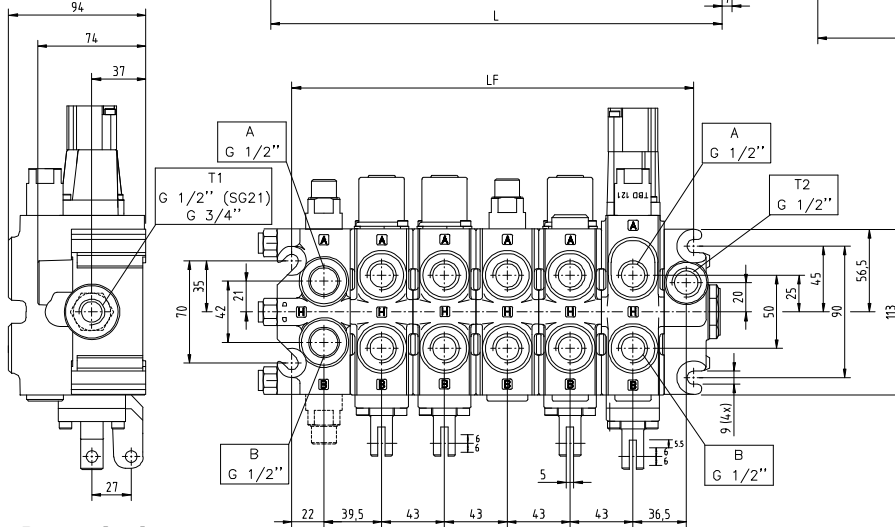 94
74
37
L
LF
A
G 1/2’’
A
G 1/2’’
T1
G 1/2’’ (SG21)
G 3/4’’
T2
G 1/2’’
TBD 121
A A A A A A
H H H H H H
B B B B B B
70
35
42
21
20
25
50
45
90
56,5
113
9 (4x)
B
G 1/2’’
B
G 1/2’’
6
6
5
5.5
6
6
27
22 39,5 43 43 43 43 36,5